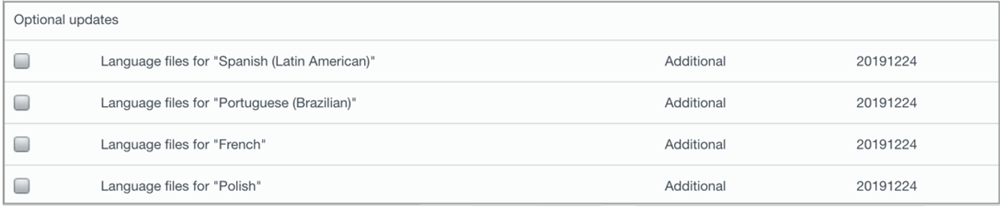 Optional updates
Language files for "Spanish (Latin American)" Additional 20191224
Language files for "Portuguese (Brazilian)" Additional 20191224
Language files for "French" Additional 20191224
Language files for "Polish" Additional 20191224